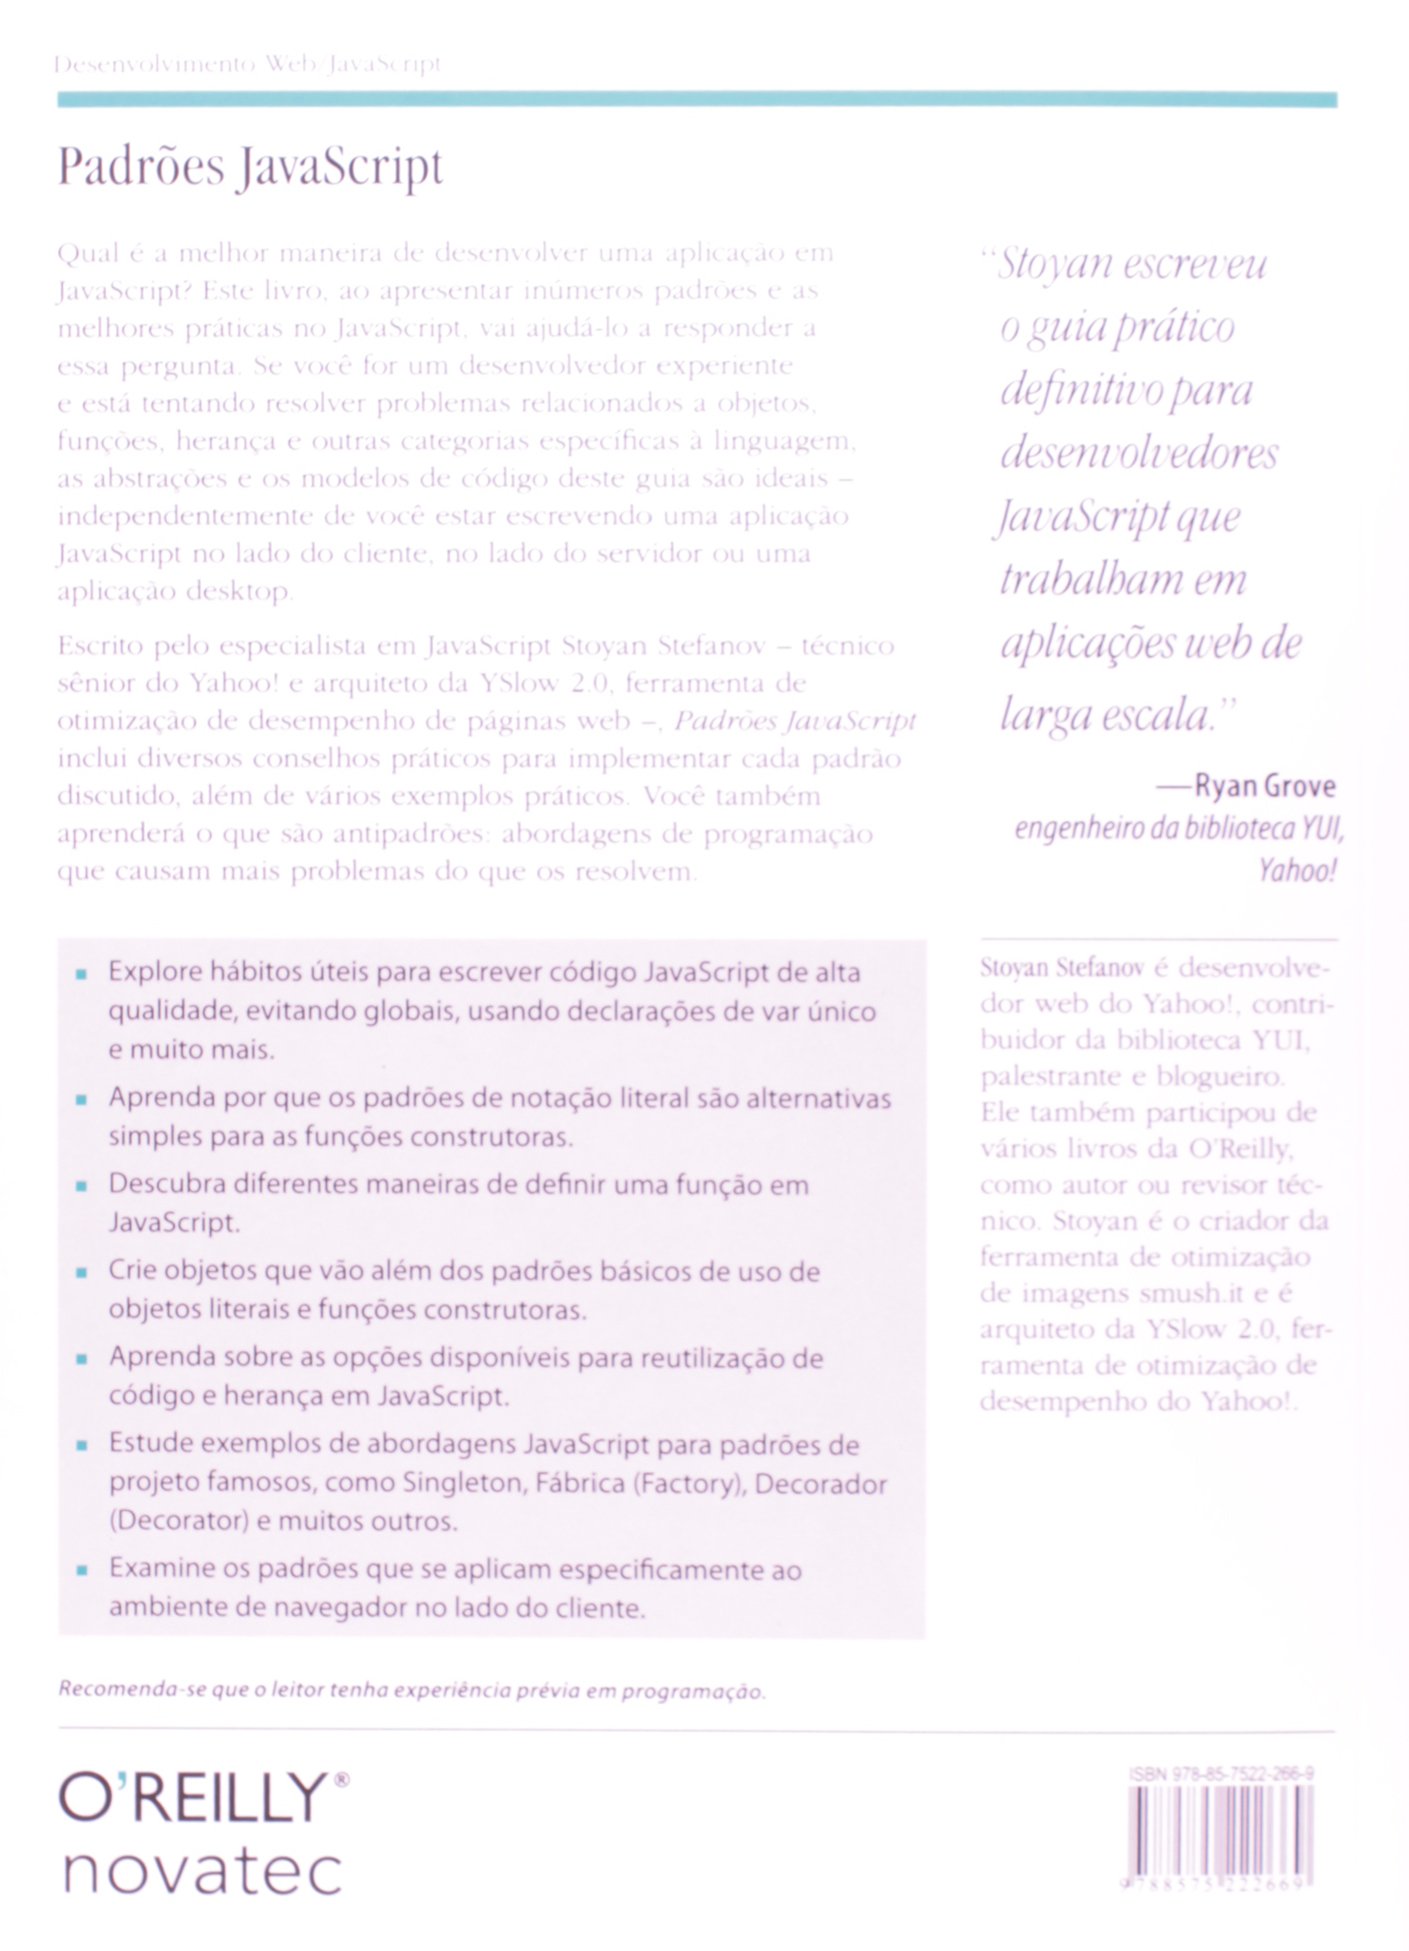 Desenvolvimento Web/JavaScript
Padrões JavaScript
Qual é a melhor maneira de desenvolver uma aplicação em
JavaScript? Este livro, ao apresentar inúmeros padrões e as
melhores práticas no JavaScript, vai ajudá-lo a responder a
essa pergunta. Se você for um desenvolvedor experiente
e está tentando resolver problemas relacionados a objetos,
funções, herança e outras categorias específicas à linguagem,
as abstrações e os modelos de código deste guia são ideais –
independentemente de você estar escrevendo uma aplicação
JavaScript no lado do cliente, no lado do servidor ou uma
aplicação desktop.
Escrito pelo especialista em JavaScript Stoyan Stefanov – técnico
sênior do Yahoo! e arquiteto da YSlow 2.0, ferramenta de
otimização de desempenho de páginas web –, Padrões JavaScript
inclui diversos conselhos práticos para implementar cada padrão
discutido, além de vários exemplos práticos. Você também
aprenderá o que são antipadrões: abordagens de programação
que causam mais problemas do que os resolvem.
"Stoyan escreveu
o guia prático
definitivo para
desenvolvedores
JavaScript que
trabalham em
aplicações web de
larga escala."
—Ryan Grove
engenheiro da biblioteca YUI,
Yahoo!
▪ Explore hábitos úteis para escrever código JavaScript de alta
qualidade, evitando globais, usando declarações de var único
e muito mais.
▪ Aprenda por que os padrões de notação literal são alternativas
simples para as funções construtoras.
▪ Descubra diferentes maneiras de definir uma função em
JavaScript.
▪ Crie objetos que vão além dos padrões básicos de uso de
objetos literais e funções construtoras.
▪ Aprenda sobre as opções disponíveis para reutilização de
código e herança em JavaScript.
▪ Estude exemplos de abordagens JavaScript para padrões de
projeto famosos, como Singleton, Fábrica (Factory), Decorador
(Decorator) e muitos outros.
▪ Examine os padrões que se aplicam especificamente ao
ambiente de navegador no lado do cliente.
Stoyan Stefanov é desenvolve-
dor web do Yahoo!, contri-
buidor da biblioteca YUI,
palestrante e blogueiro.
Ele também participou de
vários livros da O'Reilly,
como autor ou revisor téc-
nico. Stoyan é o criador da
ferramenta de otimização
de imagens smush.it e é
arquiteto da YSlow 2.0, fer-
ramenta de otimização de
desempenho do Yahoo!.
Recomenda-se que o leitor tenha experiência prévia em programação.
O'REILLY®
novatec
ISBN 978-85-7522-266-9
9 788575 222669